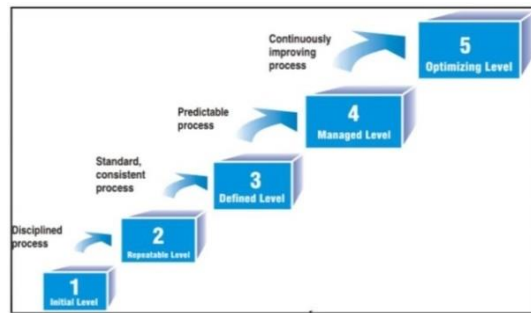 Continuously
improving
process
5
Optimizing Level
Predictable
process
4
Managed Level
Standard,
consistent
process
3
Defined Level
Disciplined
process
2
Repeatable Level
1
Initial Level